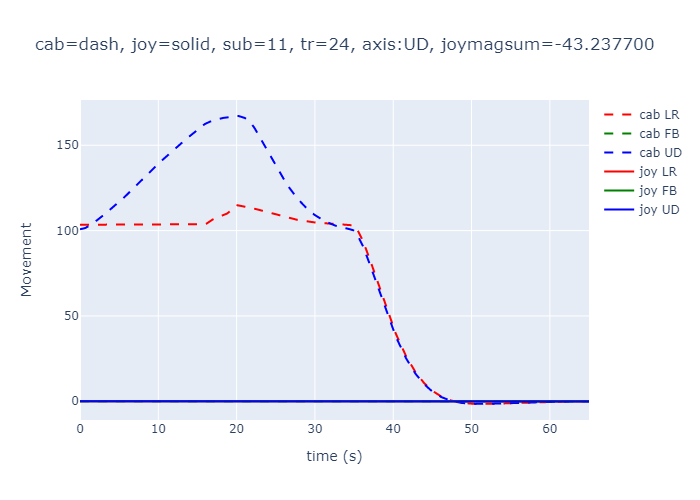 cab=dash, joy=solid, sub=11, tr=24, axis:UD, joymagsum=-43.237700
cab LR
cab FB
cab UD
joy LR
joy FB
joy UD
150
100
50
0
Movement
0 10 20 30 40 50 60
time (s)